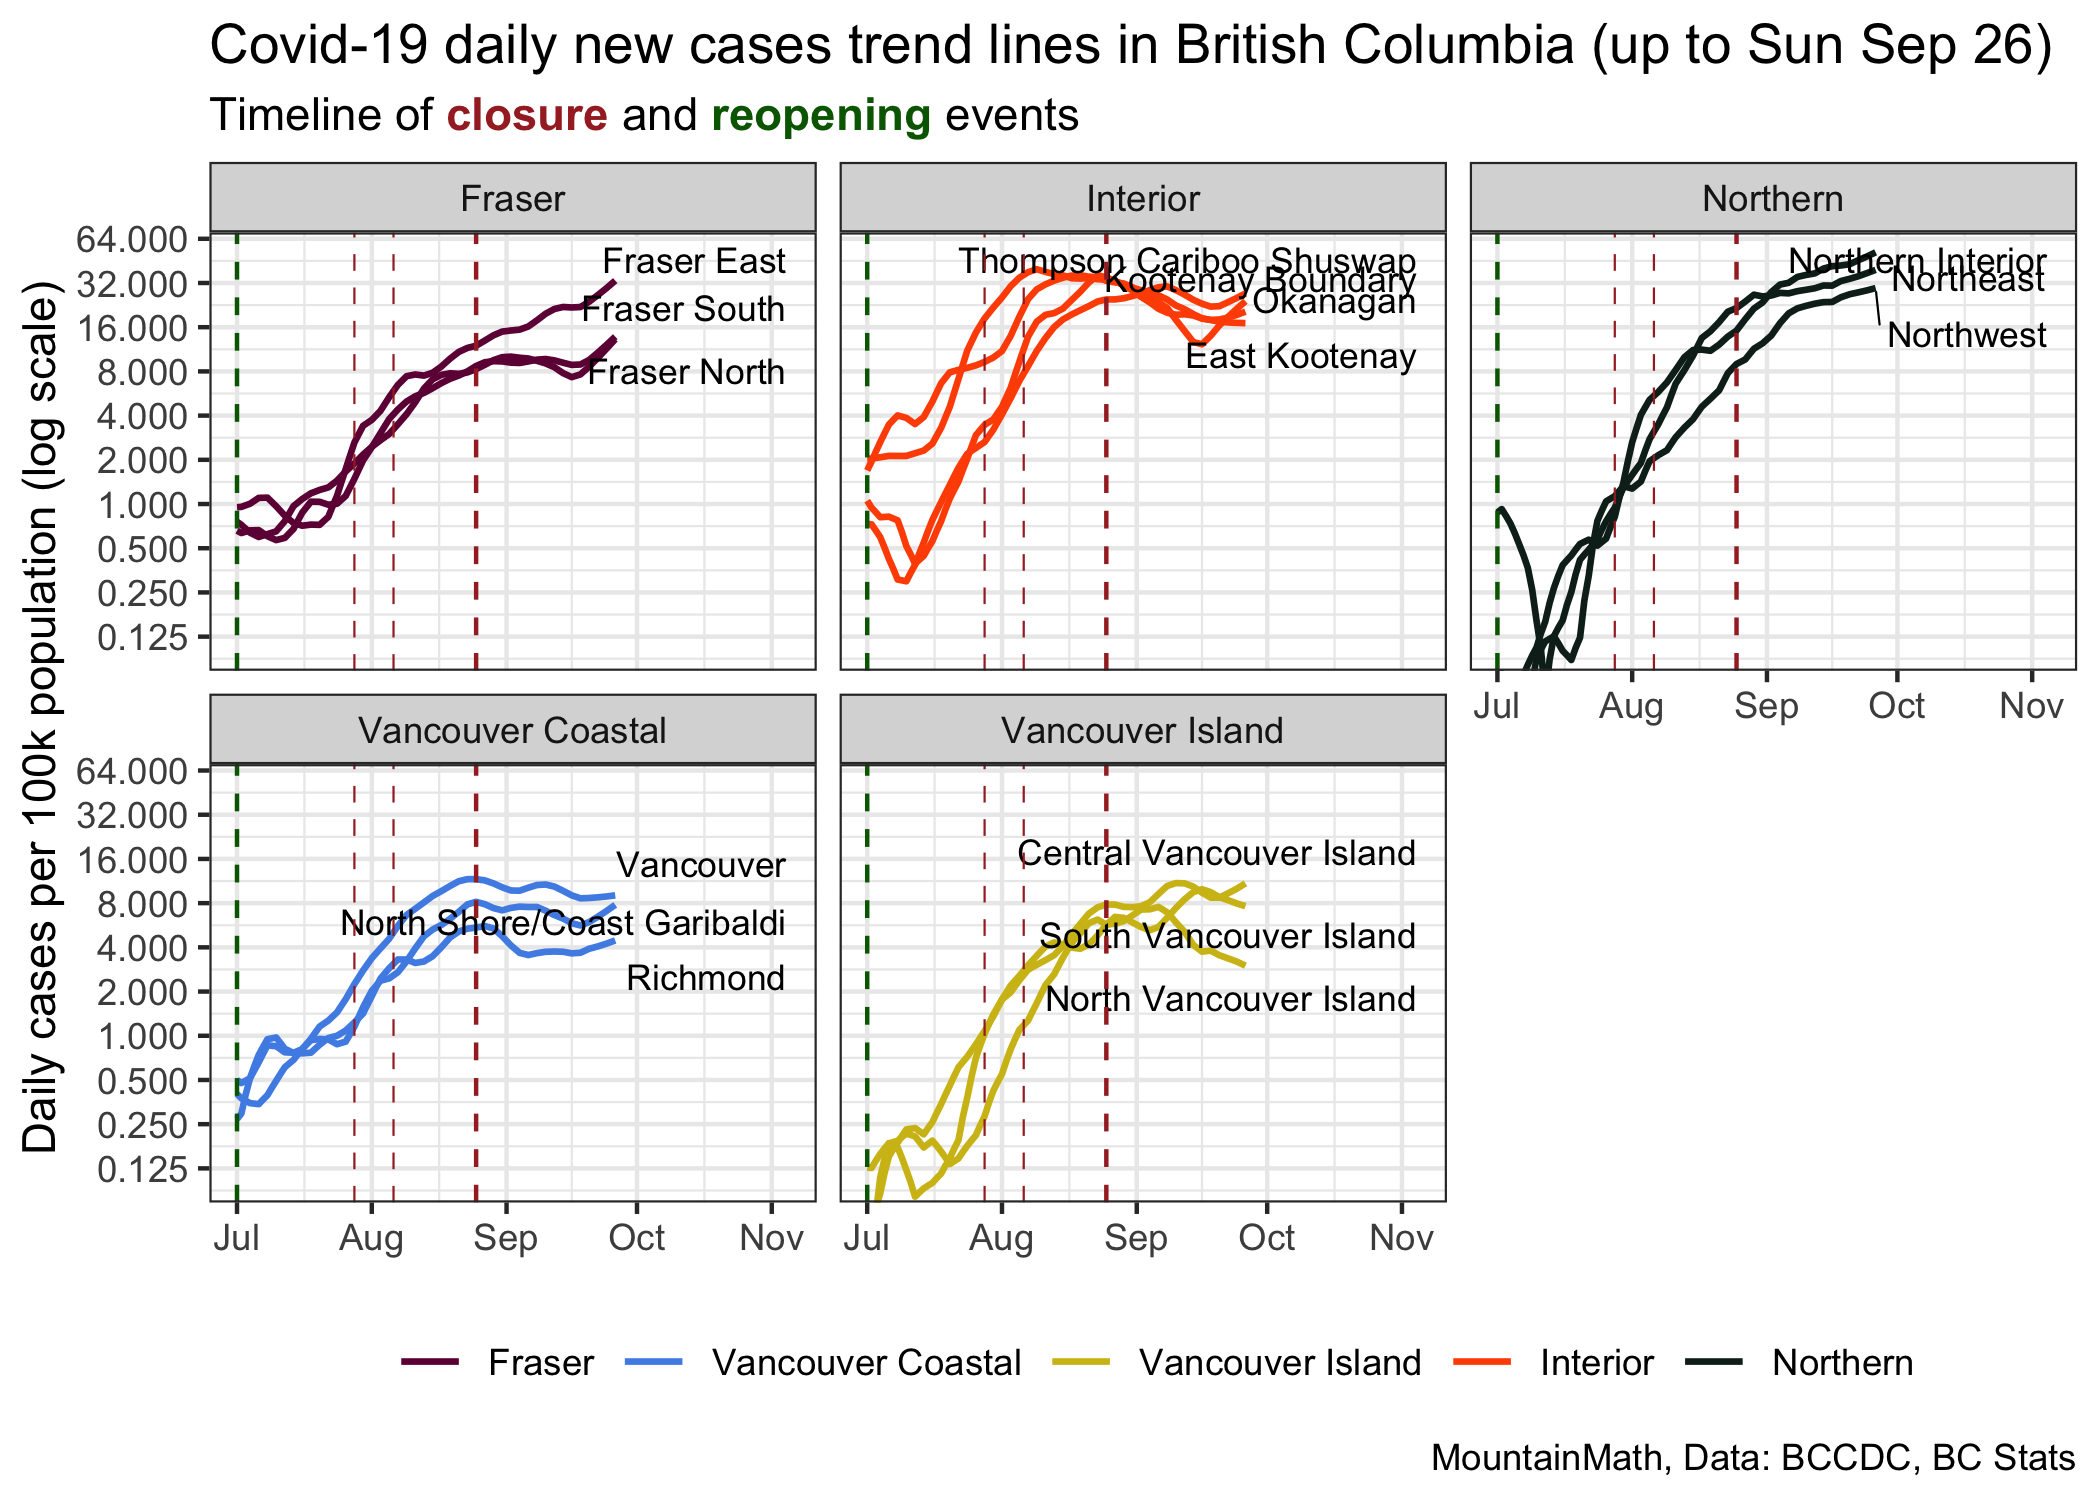 Covid-19 daily new cases trend lines in British Columbia (up to Sun Sep 26)
Timeline of closure and reopening events
Daily cases per 100k population (log scale)
Fraser
64.000
32.000
16.000
8.000
4.000
2.000
1.000
0.500
0.250
0.125
Fraser East
Fraser South
Fraser North
Interior
Thompson Cariboo Shuswap
Kootenay Boundary
Okanagan
East Kootenay
Northern
Northern Interior
Northeast
Northwest
Jul Aug Sep Oct Nov
Vancouver Coastal
64.000
32.000
16.000
8.000
4.000
2.000
1.000
0.500
0.250
0.125
Vancouver
North Shore/Coast Garibaldi
Richmond
Jul Aug Sep Oct Nov
Vancouver Island
Central Vancouver Island
South Vancouver Island
North Vancouver Island
Jul Aug Sep Oct Nov
Fraser Vancouver Coastal Vancouver Island Interior Northern
MountainMath, Data: BCCDC, BC Stats